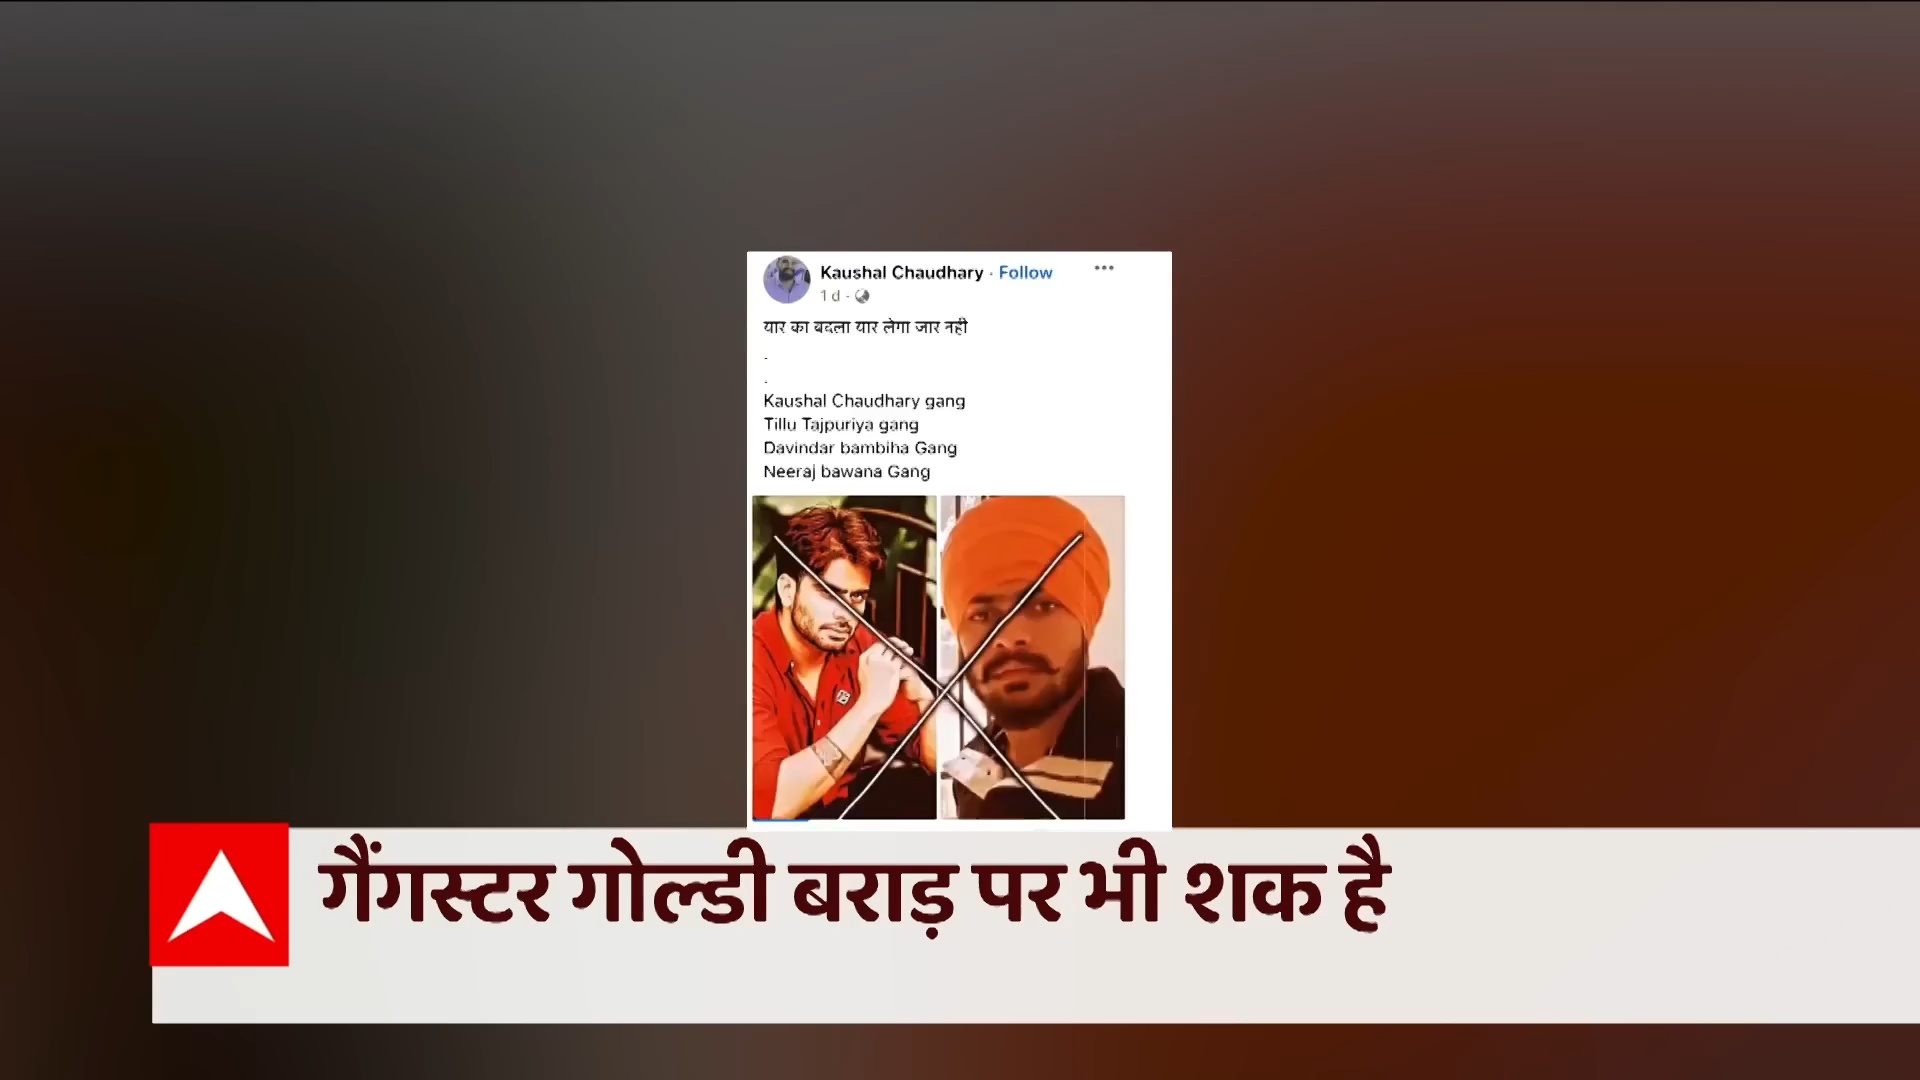 Kaushal Chaudhary · Follow
1 d ·
यार का बदला यार लेगा जार नही
.
.
Kaushal Chaudhary gang
Tillu Tajpuriya gang
Davindar bambiha Gang
Neeraj bawana Gang
गैंगस्टर गोल्डी बराड़ पर भी शक है